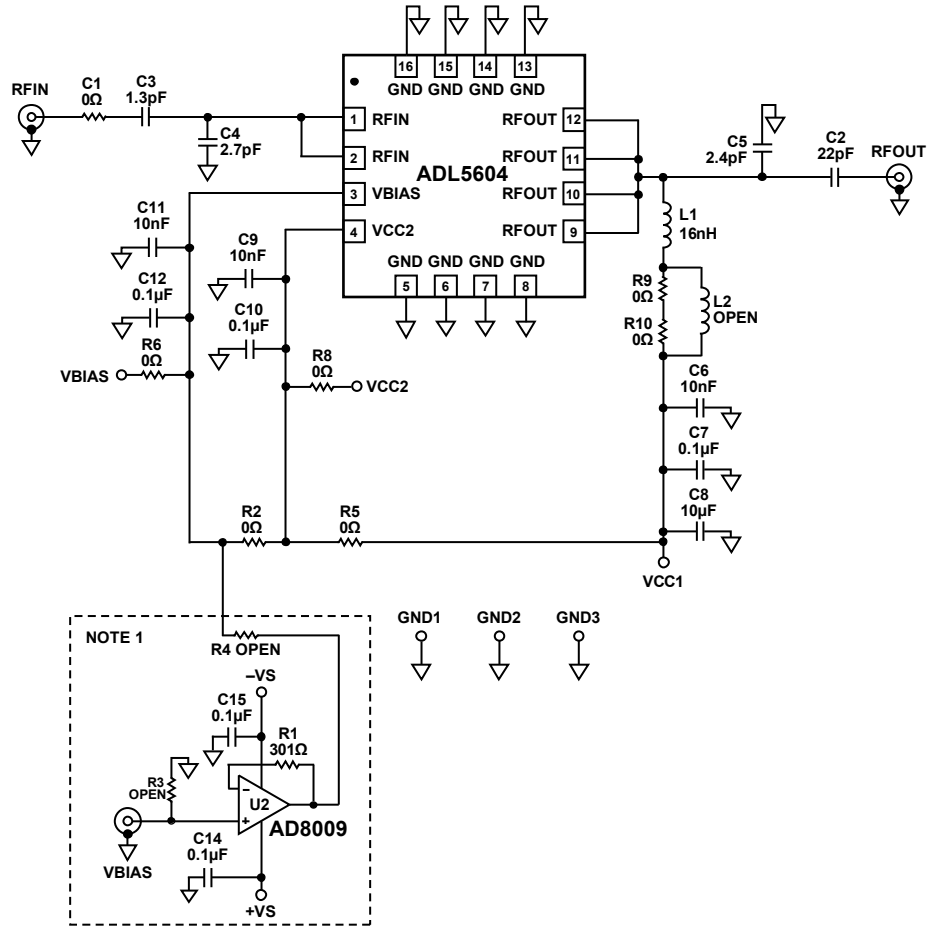 16
15
14
13
GND
GND
GND
GND
RFIN
C1
0Ω
C3
1.3pF
C4
2.7pF
1
RFIN
2
RFIN
3
VBIAS
4
VCC2
ADL5604
RFOUT
12
RFOUT
11
RFOUT
10
RFOUT
9
GND
GND
GND
GND
5
6
7
8
C5
2.4pF
C2
22pF
RFOUT
L1
16nH
R9
0Ω
R10
0Ω
L2
OPEN
C11
10nF
C12
0.1µF
C9
10nF
C10
0.1µF
R6
0Ω
VBIAS
R8
0Ω
VCC2
C6
10nF
C7
0.1µF
C8
10µF
R2
0Ω
R5
0Ω
VCC1
NOTE 1
R4 OPEN
GND1
GND2
GND3
–VS
C15
0.1µF
R1
301Ω
R3
OPEN
–
+
U2
AD8009
VBIAS
C14
0.1µF
+VS